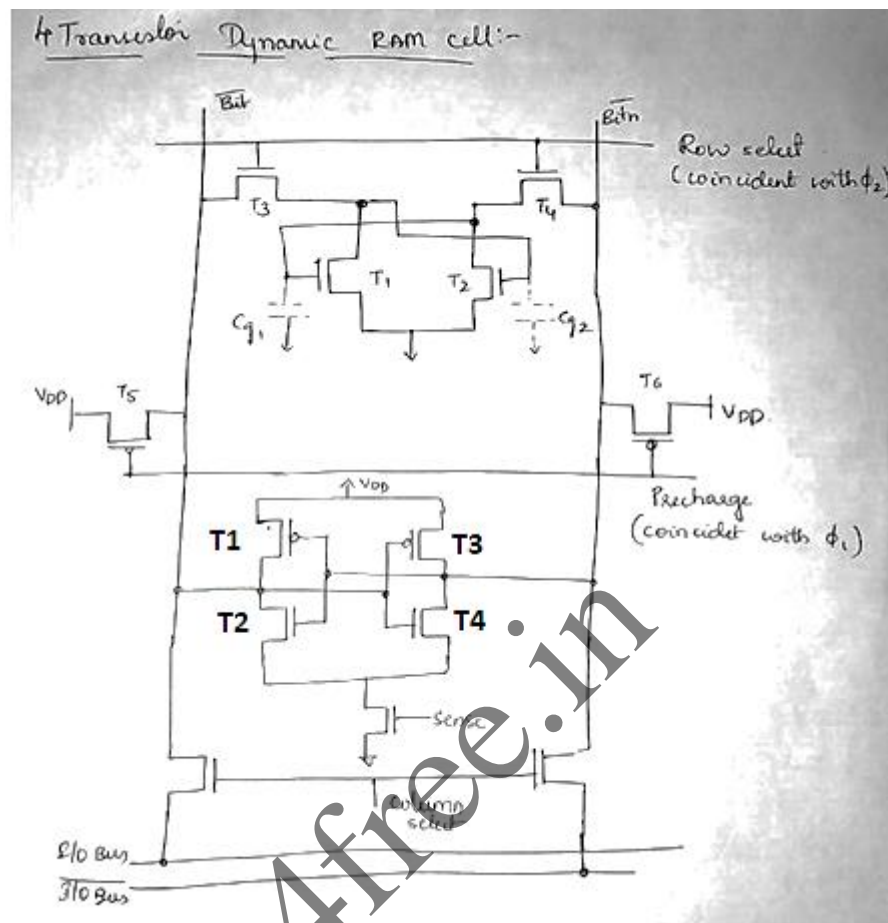 4 Transistor Dynamic RAM cell:-
Bit
Bitn
Row select
(coincident with ϕ2)
T3
T4
T1
T2
Cg1
Cg2
T5
T6
VDD
VDD.
VDD
Precharge
(coincidet with ϕ1)
T1
T3
T2
T4
Sense
column
select
I/O Bus
I/O Bus
4free.in